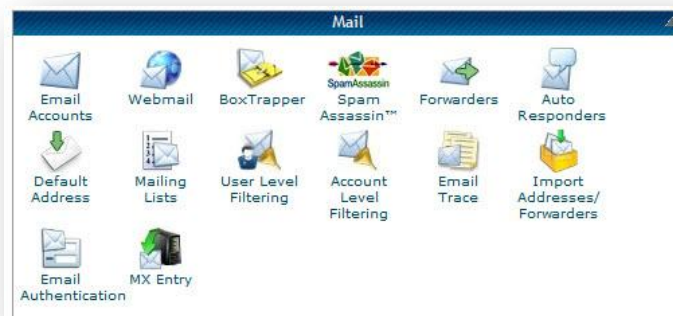 Mail
SpamAssassin
Email
Accounts
Webmail
BoxTrapper
Spam
Assassin™
Forwarders
Auto
Responders
Default
Address
Mailing
Lists
User Level
Filtering
Account
Level
Filtering
Email
Trace
Import
Addresses/
Forwarders
Email
Authentication
MX Entry